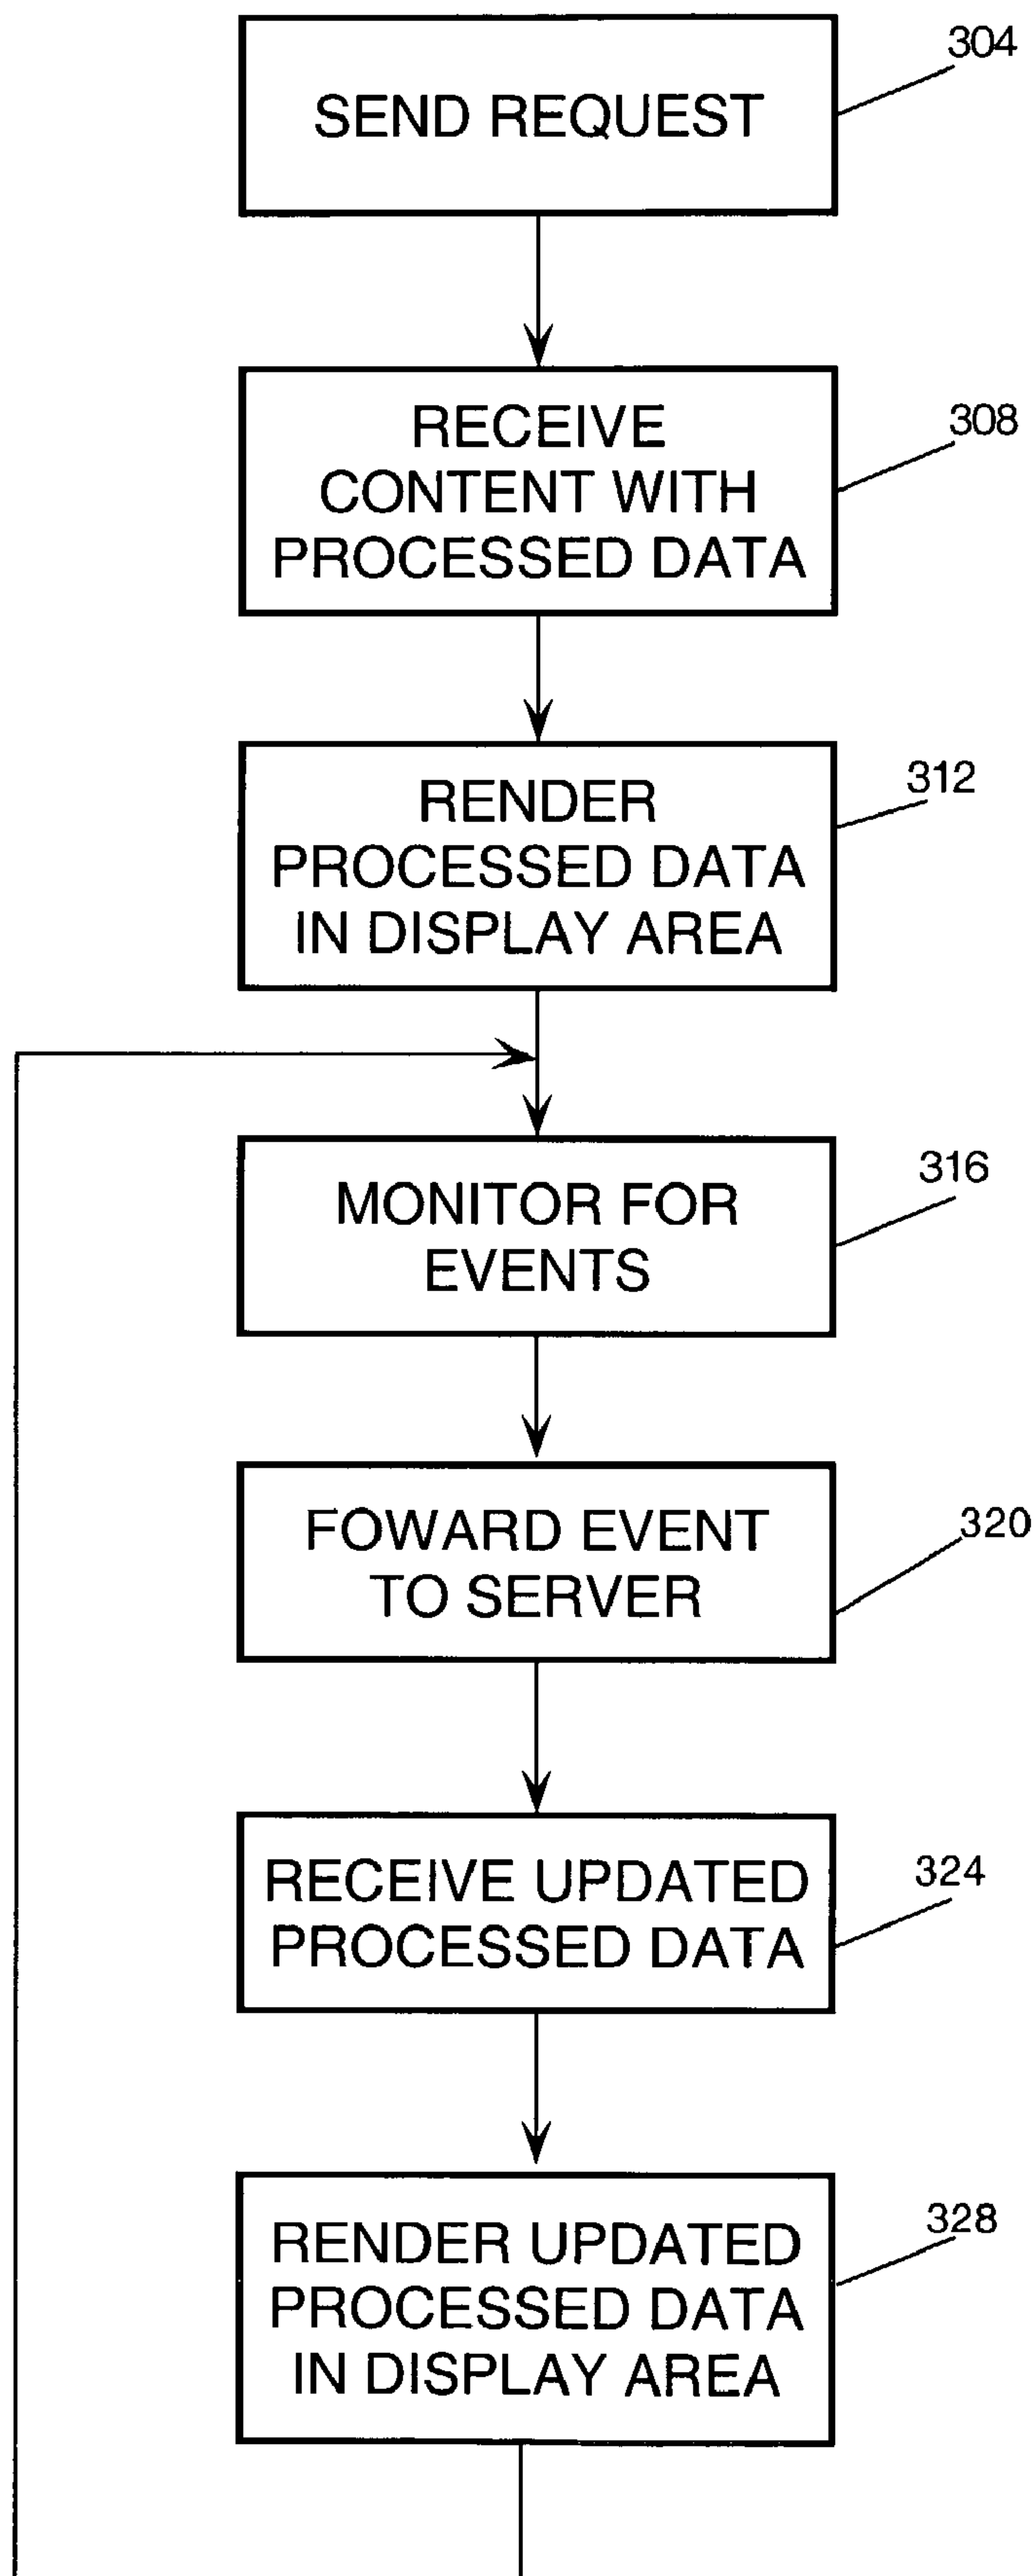 304
SEND REQUEST
308
RECEIVE
CONTENT WITH
PROCESSED DATA
312
RENDER
PROCESSED DATA
IN DISPLAY AREA
316
MONITOR FOR
EVENTS
320
FOWARD EVENT
TO SERVER
324
RECEIVE UPDATED
PROCESSED DATA
328
RENDER UPDATED
PROCESSED DATA
IN DISPLAY AREA